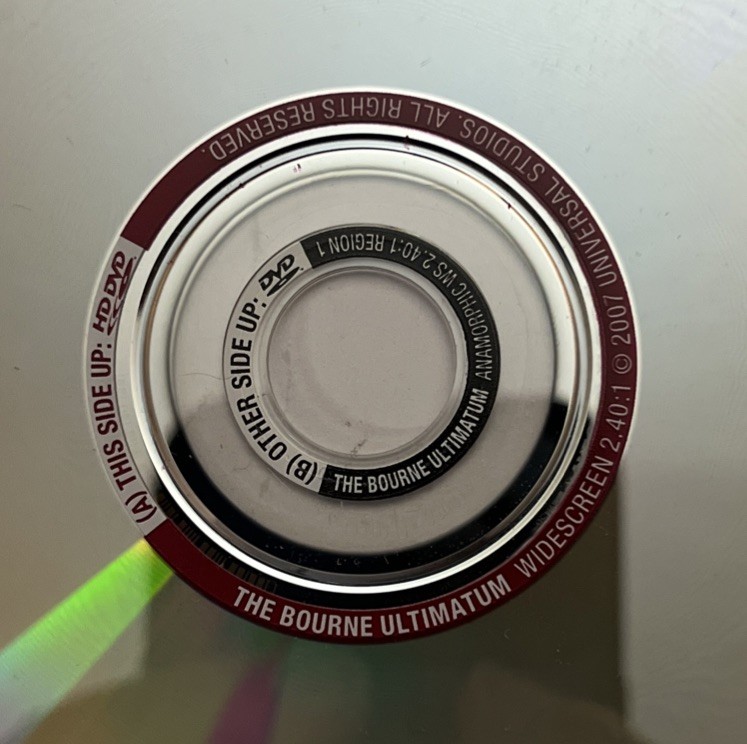 (A) THIS SIDE UP: HD DVD
THE BOURNE ULTIMATUM WIDESCREEN 2.40:1 © 2007 UNIVERSAL STUDIOS. ALL RIGHTS RESERVED.
(B) OTHER SIDE UP: DVD
THE BOURNE ULTIMATUM ANAMORPHIC WS 2.40:1 REGION 1